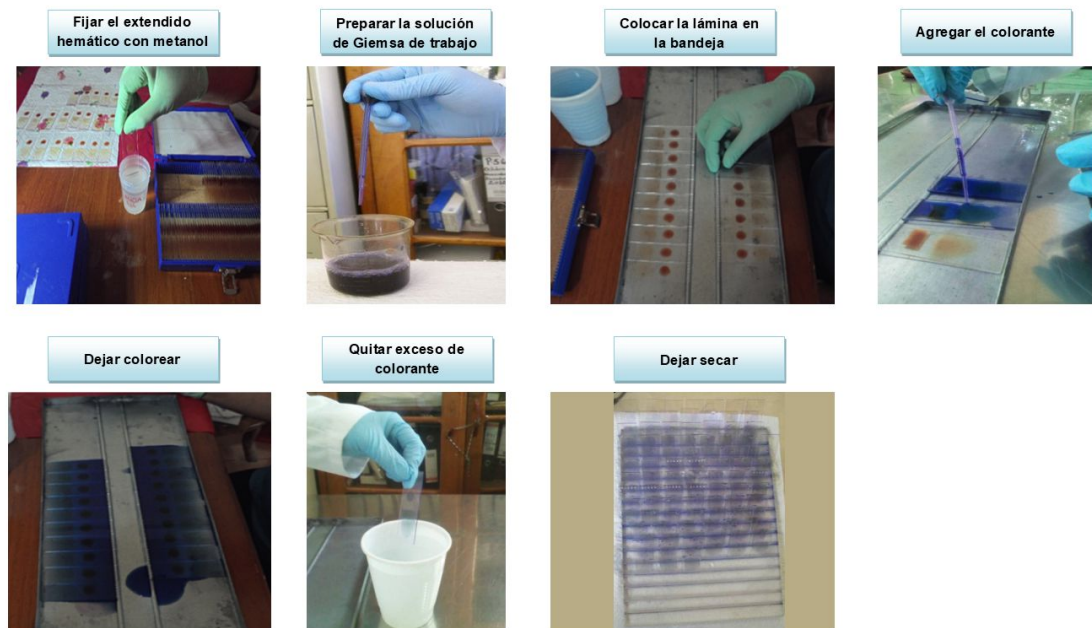 Fijar el extendido
hemático con metanol
Preparar la solución
de Giemsa de trabajo
Colocar la lámina en
la bandeja
Agregar el colorante
Dejar colorear
Quitar exceso de
colorante
Dejar secar